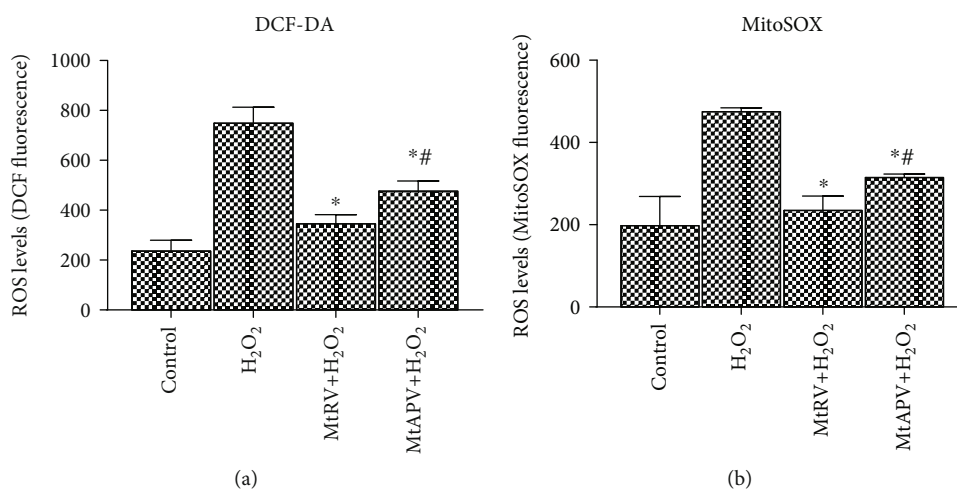 DCF-DA
ROS levels (DCF fluorescence)
1000
800
600
400
200
0
*
*#
Control
H₂O₂
MtRV+H₂O₂
MtAPV+H₂O₂
(a)
MitoSOX
ROS levels (MitoSOX fluorescence)
600
400
200
0
*
*#
Control
H₂O₂
MtRV+H₂O₂
MtAPV+H₂O₂
(b)